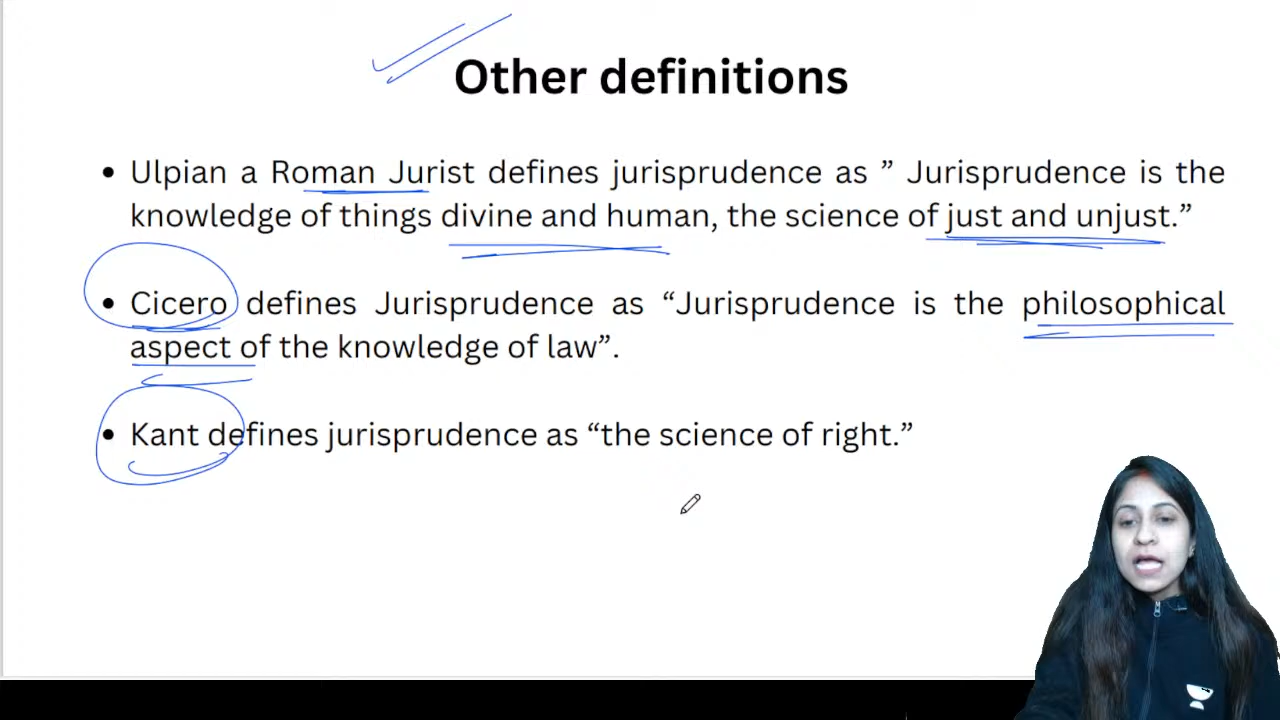 Other definitions
• Ulpian a Roman Jurist defines jurisprudence as ” Jurisprudence is the
knowledge of things divine and human, the science of just and unjust.”
• Cicero defines Jurisprudence as “Jurisprudence is the philosophical
aspect of the knowledge of law”.
• Kant defines jurisprudence as “the science of right.”